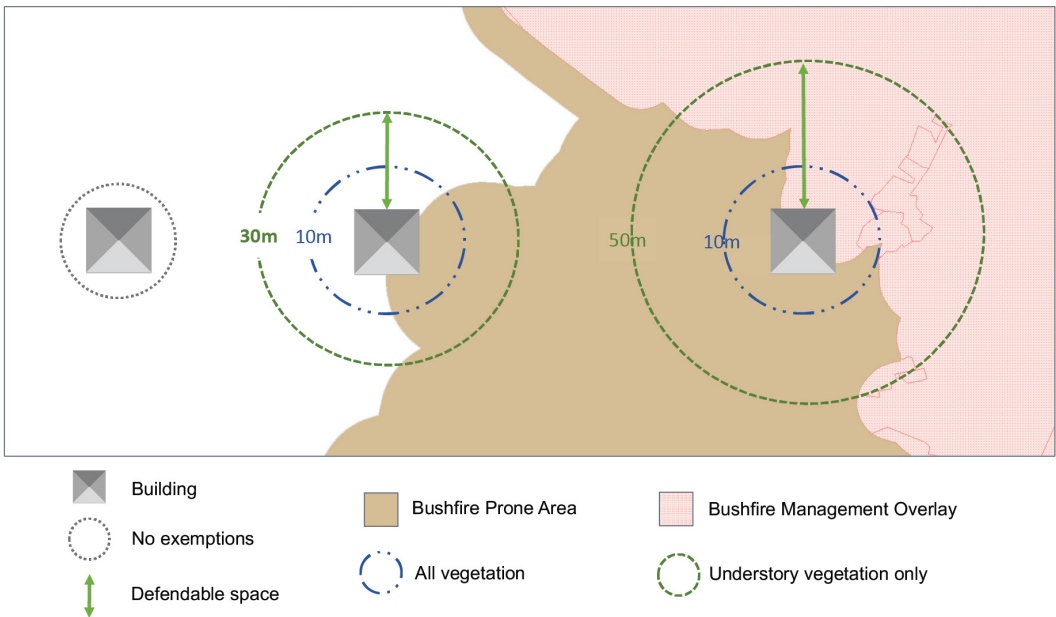 30m
10m
50m
10m
Building
No exemptions
Defendable space
Bushfire Prone Area
All vegetation
Bushfire Management Overlay
Understory vegetation only